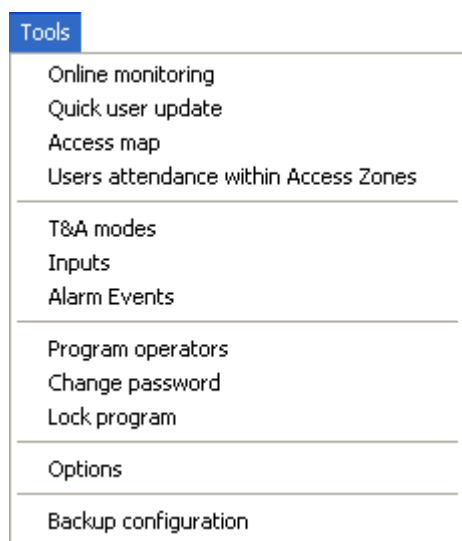 Tools
Online monitoring
Quick user update
Access map
Users attendance within Access Zones
T&A modes
Inputs
Alarm Events
Program operators
Change password
Lock program
Options
Backup configuration